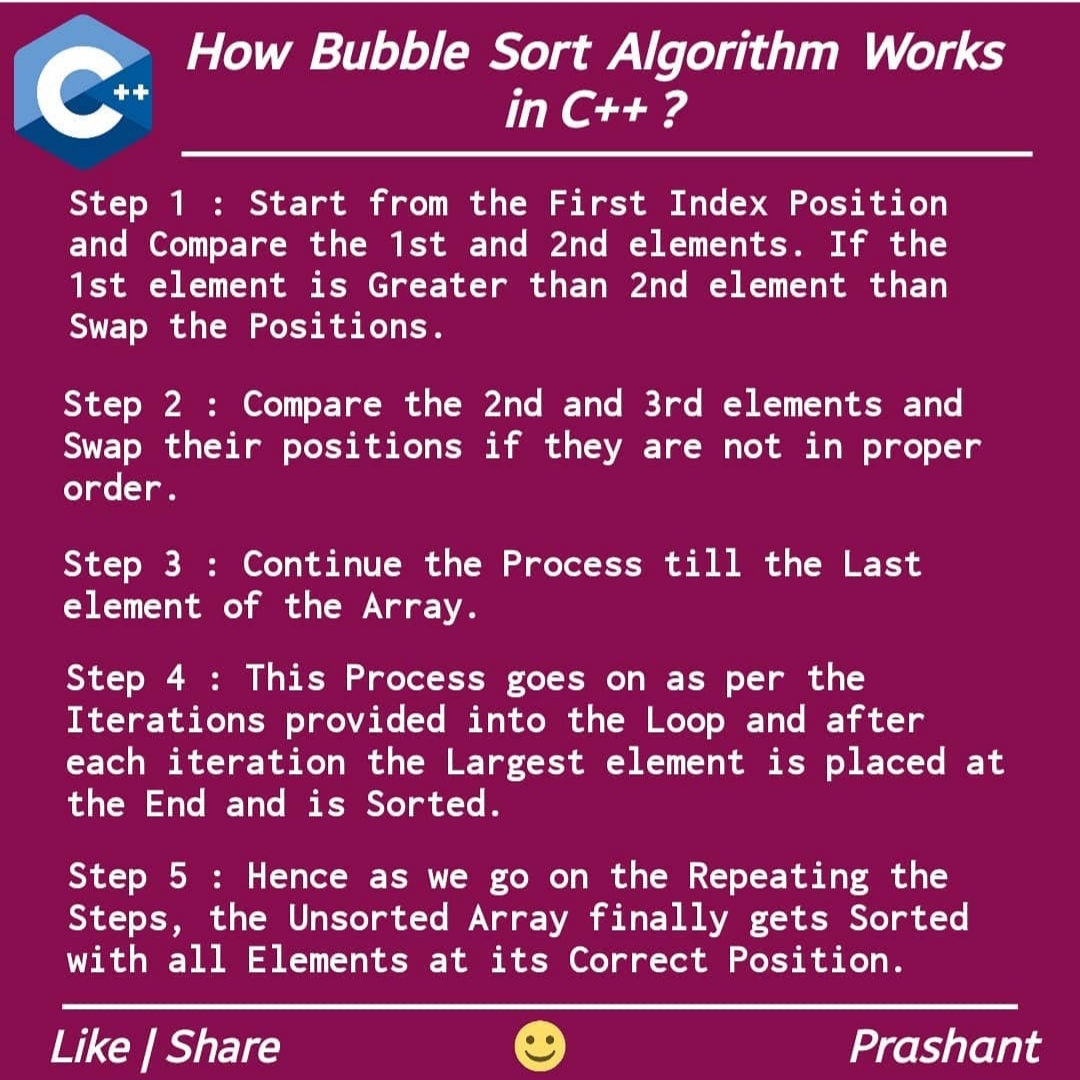 C++
How Bubble Sort Algorithm Works
in C++ ?
Step 1 : Start from the First Index Position
and Compare the 1st and 2nd elements. If the
1st element is Greater than 2nd element than
Swap the Positions.
Step 2 : Compare the 2nd and 3rd elements and
Swap their positions if they are not in proper
order.
Step 3 : Continue the Process till the Last
element of the Array.
Step 4 : This Process goes on as per the
Iterations provided into the Loop and after
each iteration the Largest element is placed at
the End and is Sorted.
Step 5 : Hence as we go on the Repeating the
Steps, the Unsorted Array finally gets Sorted
with all Elements at its Correct Position.
Like | Share
Prashant